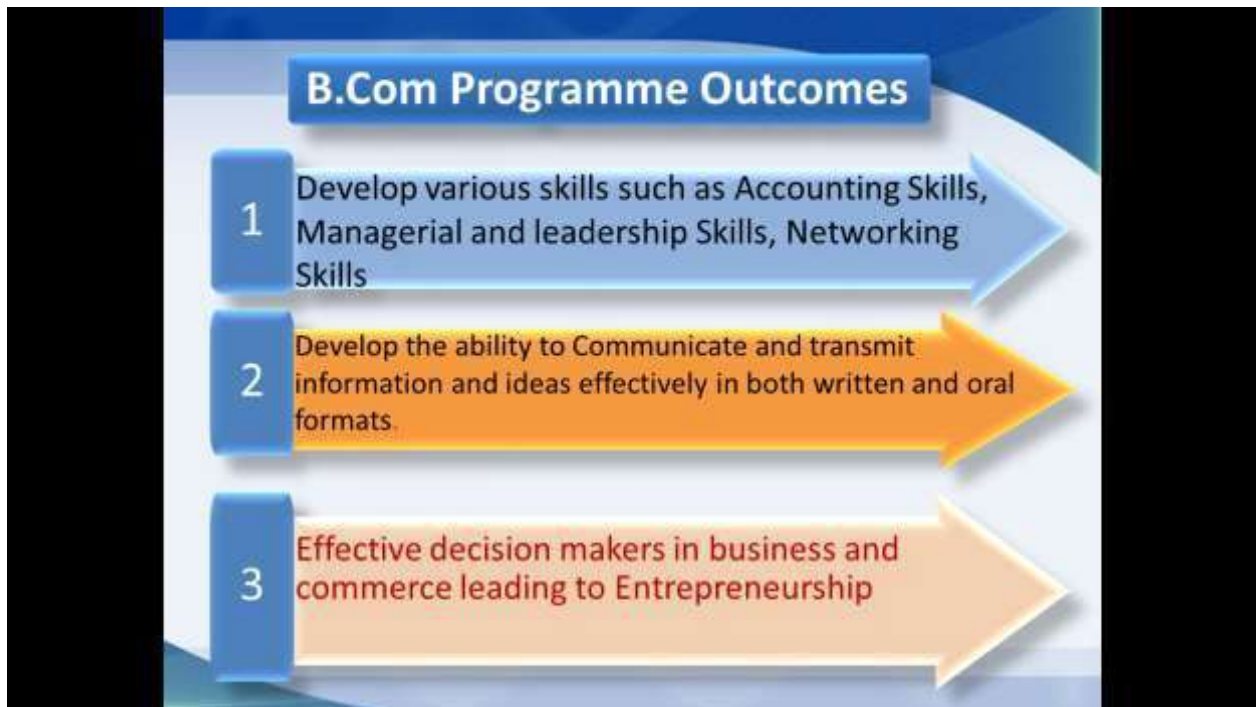 B.Com Programme Outcomes
1
Develop various skills such as Accounting Skills,
Managerial and leadership Skills, Networking
Skills
2
Develop the ability to Communicate and transmit
information and ideas effectively in both written and oral
formats.
3
Effective decision makers in business and
commerce leading to Entrepreneurship